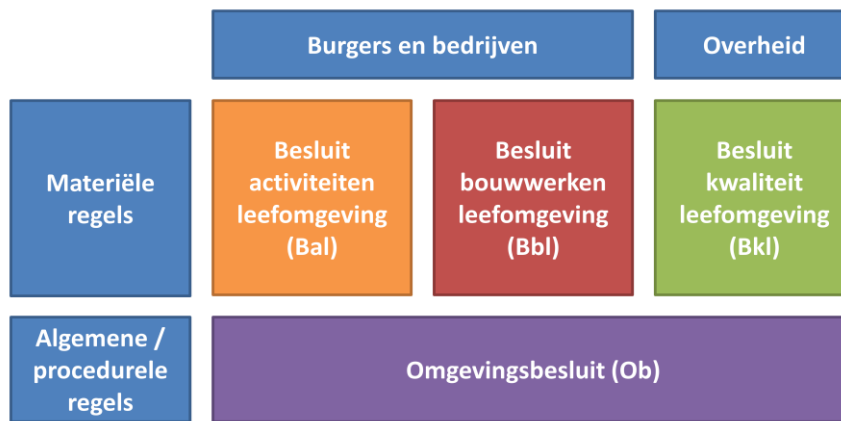 Burgers en bedrijven
Overheid
Materiële
regels
Besluit
activiteiten
leefomgeving
(Bal)
Besluit
bouwwerken
leefomgeving
(Bbl)
Besluit
kwaliteit
leefomgeving
(Bkl)
Algemene /
procedurele
regels
Omgevingsbesluit (Ob)